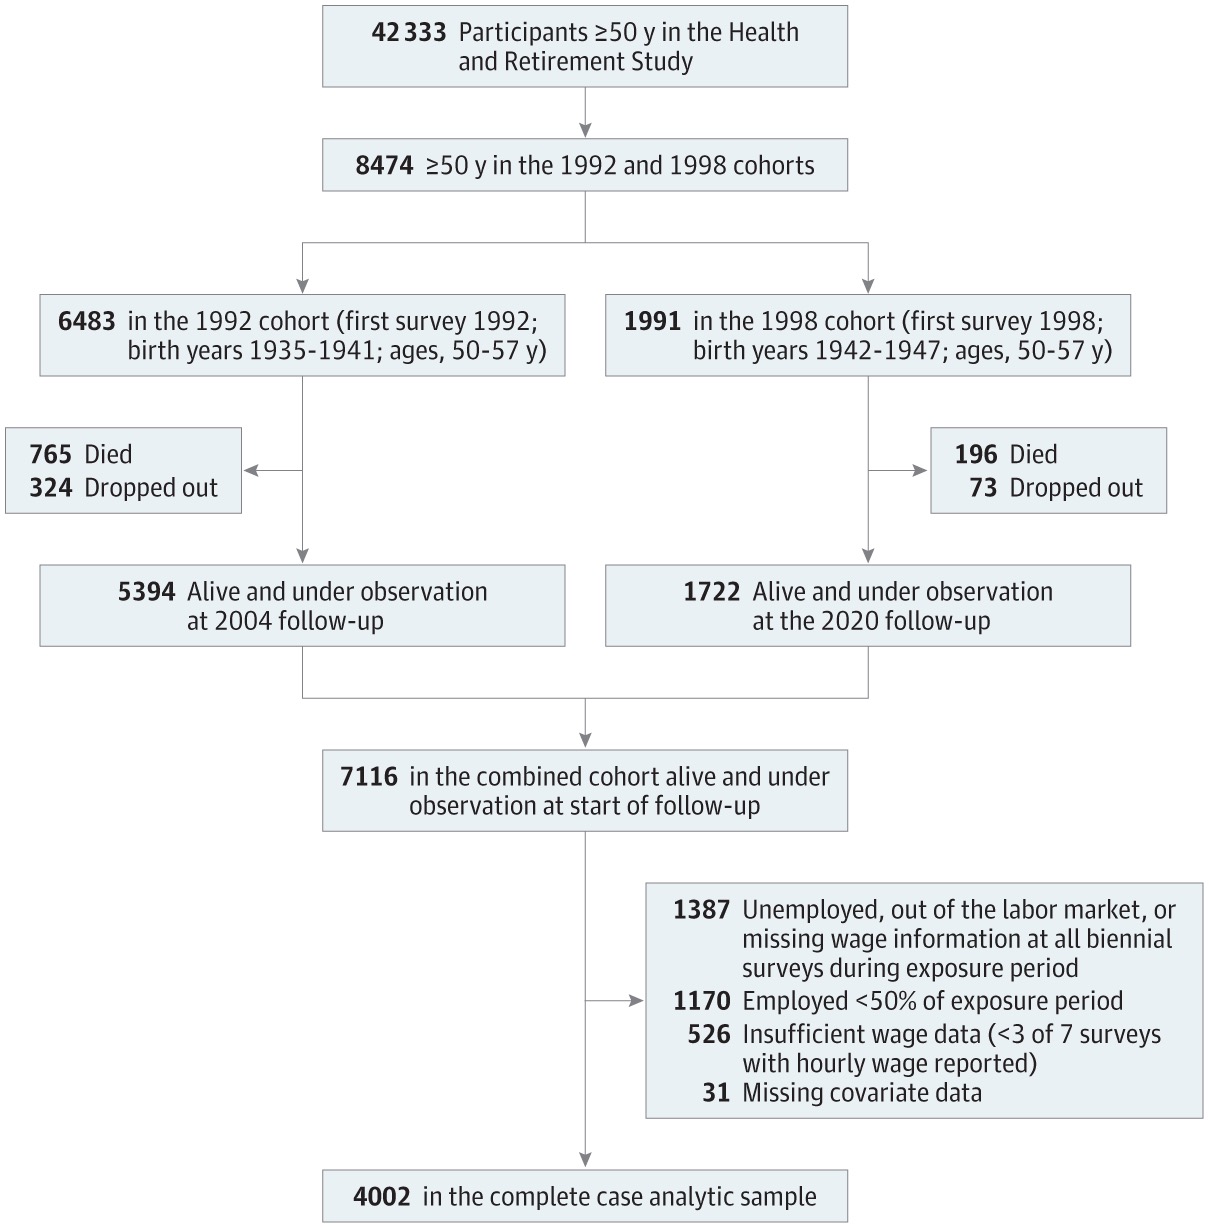 42 333 Participants ≥50 y in the Health
and Retirement Study
8474 ≥50 y in the 1992 and 1998 cohorts
6483 in the 1992 cohort (first survey 1992;
birth years 1935-1941; ages, 50-57 y)
1991 in the 1998 cohort (first survey 1998;
birth years 1942-1947; ages, 50-57 y)
765 Died
324 Dropped out
196 Died
73 Dropped out
5394 Alive and under observation
at 2004 follow-up
1722 Alive and under observation
at the 2020 follow-up
7116 in the combined cohort alive and under
observation at start of follow-up
1387 Unemployed, out of the labor market, or
missing wage information at all biennial
surveys during exposure period
1170 Employed <50% of exposure period
526 Insufficient wage data (<3 of 7 surveys
with hourly wage reported)
31 Missing covariate data
4002 in the complete case analytic sample